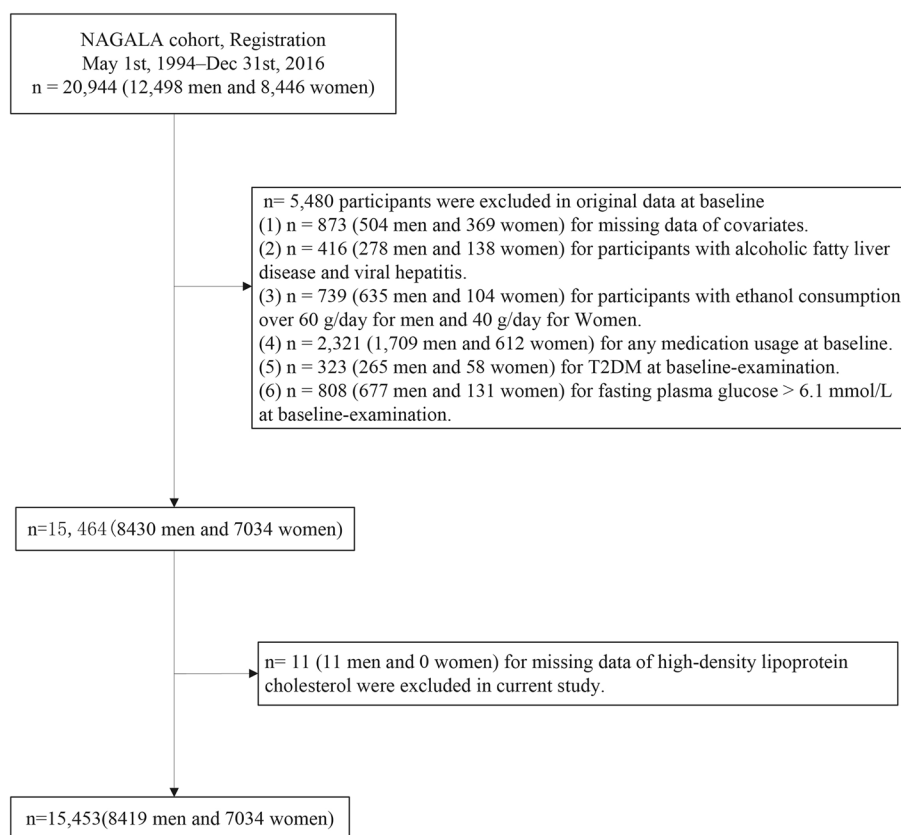 NAGALA cohort, Registration
May 1st, 1994–Dec 31st, 2016
n = 20,944 (12,498 men and 8,446 women)
n= 5,480 participants were excluded in original data at baseline
(1) n = 873 (504 men and 369 women) for missing data of covariates.
(2) n = 416 (278 men and 138 women) for participants with alcoholic fatty liver
disease and viral hepatitis.
(3) n = 739 (635 men and 104 women) for participants with ethanol consumption
over 60 g/day for men and 40 g/day for Women.
(4) n = 2,321 (1,709 men and 612 women) for any medication usage at baseline.
(5) n = 323 (265 men and 58 women) for T2DM at baseline-examination.
(6) n = 808 (677 men and 131 women) for fasting plasma glucose > 6.1 mmol/L
at baseline-examination.
n=15, 464(8430 men and 7034 women)
n= 11 (11 men and 0 women) for missing data of high-density lipoprotein
cholesterol were excluded in current study.
n=15,453(8419 men and 7034 women)